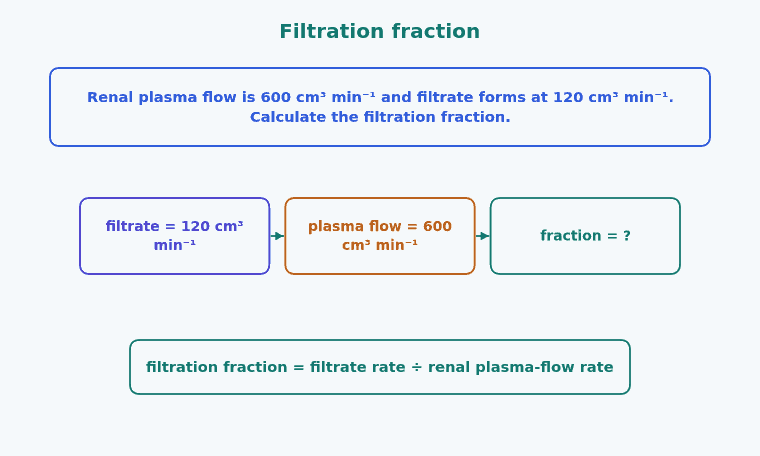 Filtration fraction
Renal plasma flow is 600 cm³ min⁻¹ and filtrate forms at 120 cm³ min⁻¹.
Calculate the filtration fraction.
filtrate = 120 cm³
min⁻¹
plasma flow = 600
cm³ min⁻¹
fraction = ?
filtration fraction = filtrate rate ÷ renal plasma-flow rate